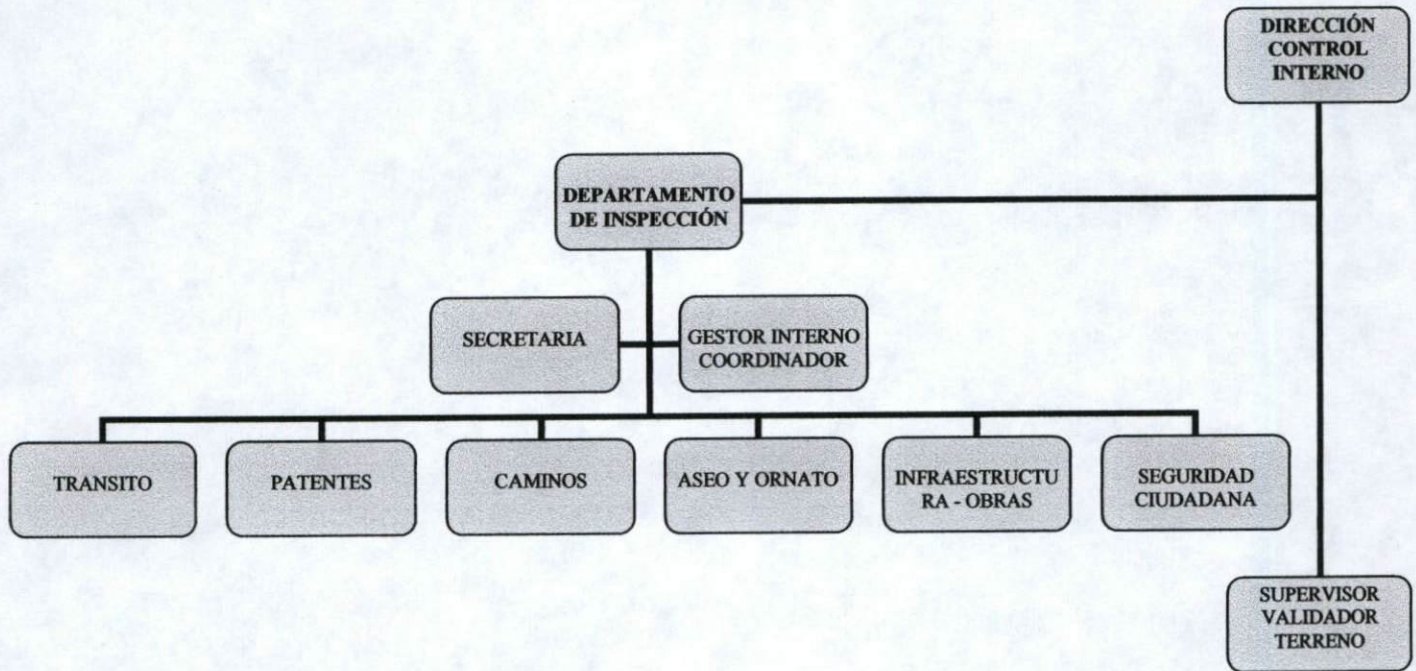 DIRECCIÓN
CONTROL
INTERNO
DEPARTAMENTO
DE INSPECCIÓN
SECRETARIA
GESTOR INTERNO
COORDINADOR
TRANSITO
PATENTES
CAMINOS
ASEO Y ORNATO
INFRAESTRUCTU
RA - OBRAS
SEGURIDAD
CIUDADANA
SUPERVISOR
VALIDADOR
TERRENO